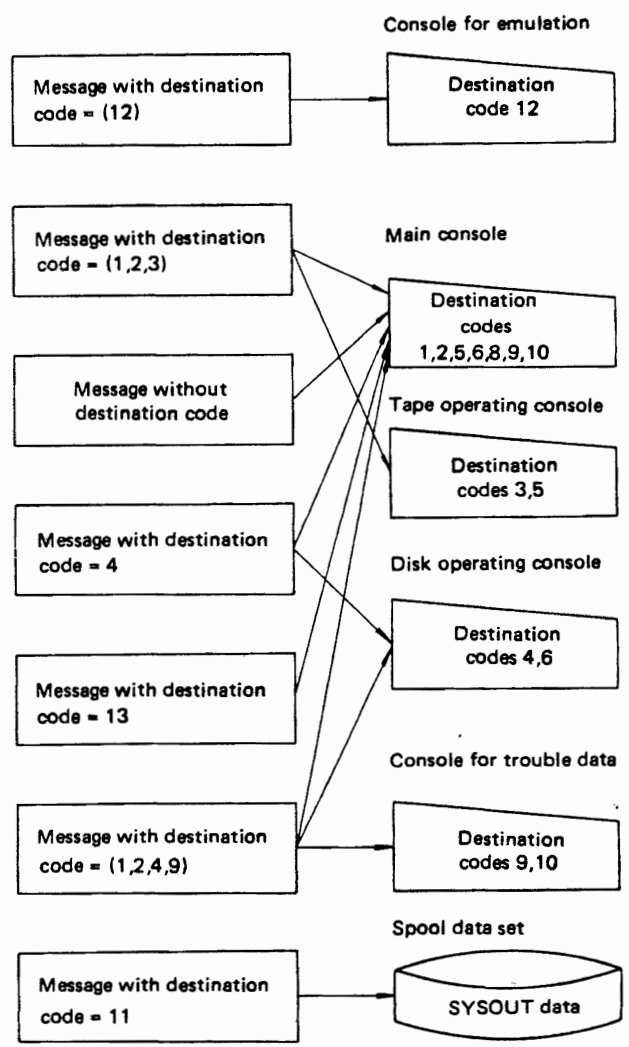 Console for emulation
Message with destination
code = (12)
Destination
code 12
Message with destination
code = (1,2,3)
Main console
Destination
codes
1,2,5,6,8,9,10
Message without
destination code
Tape operating console
Destination
codes 3,5
Message with destination
code = 4
Disk operating console
Destination
codes 4,6
Message with destination
code = 13
Console for trouble data
Message with destination
code = (1,2,4,9)
Destination
codes 9,10
Spool data set
Message with destination
code = 11
SYSOUT data